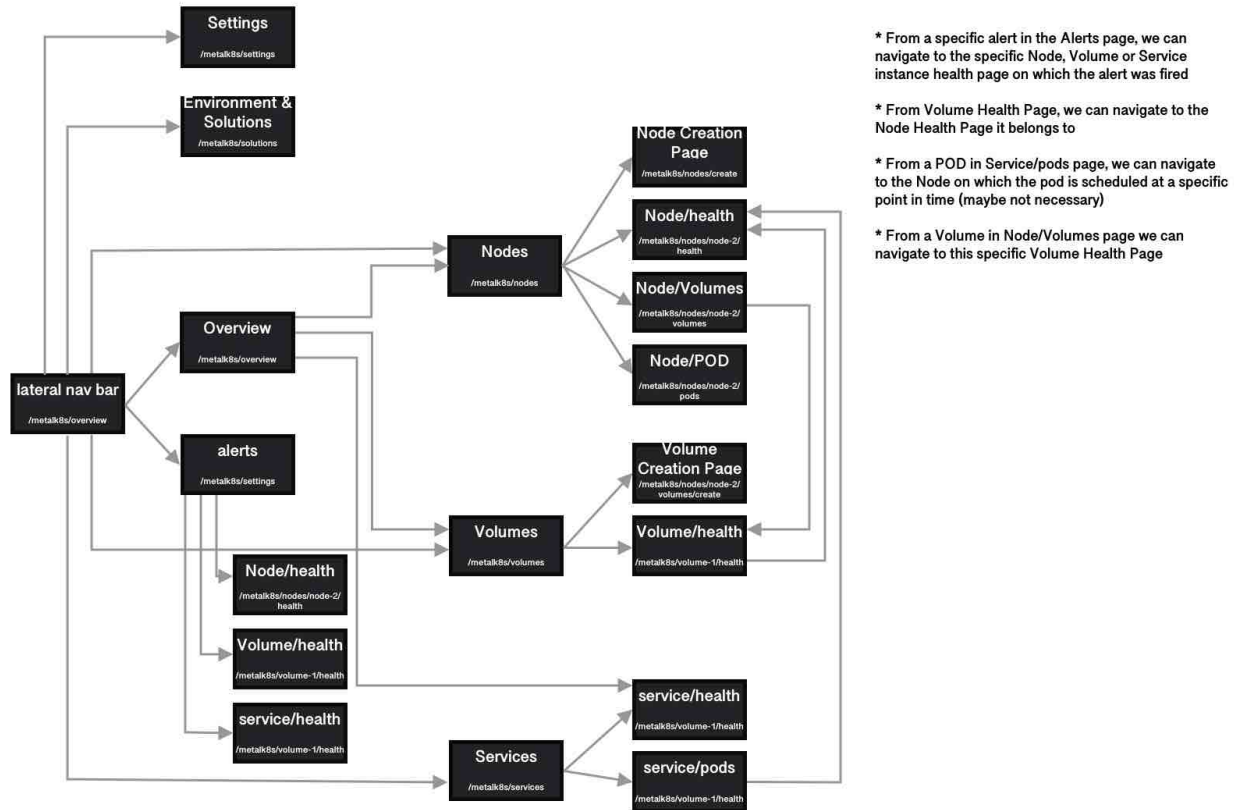 Settings
/metalk8s/settings
Environment &
Solutions
/metalk8s/solutions
lateral nav bar
/metalk8s/overview
Overview
/metalk8s/overview
alerts
/metalk8s/settings
Node/health
/metalk8s/nodes/node-2/
health
Volume/health
/metalk8s/volume-1/health
service/health
/metalk8s/volume-1/health
Nodes
/metalk8s/nodes
Volumes
/metalk8s/volumes
Services
/metalk8s/services
Node Creation
Page
/metalk8s/nodes/create
Node/health
/metalk8s/nodes/node-2/
health
Node/Volumes
/metalk8s/nodes/node-2/
volumes
Node/POD
/metalk8s/nodes/node-2/
pods
Volume
Creation Page
/metalk8s/nodes/node-2/
volumes/create
Volume/health
/metalk8s/volume-1/health
service/health
/metalk8s/volume-1/health
service/pods
/metalk8s/volume-1/health
* From a specific alert in the Alerts page, we can
navigate to the specific Node, Volume or Service
instance health page on which the alert was fired
* From Volume Health Page, we can navigate to the
Node Health Page it belongs to
* From a POD in Service/pods page, we can navigate
to the Node on which the pod is scheduled at a specific
point in time (maybe not necessary)
* From a Volume in Node/Volumes page we can
navigate to this specific Volume Health Page